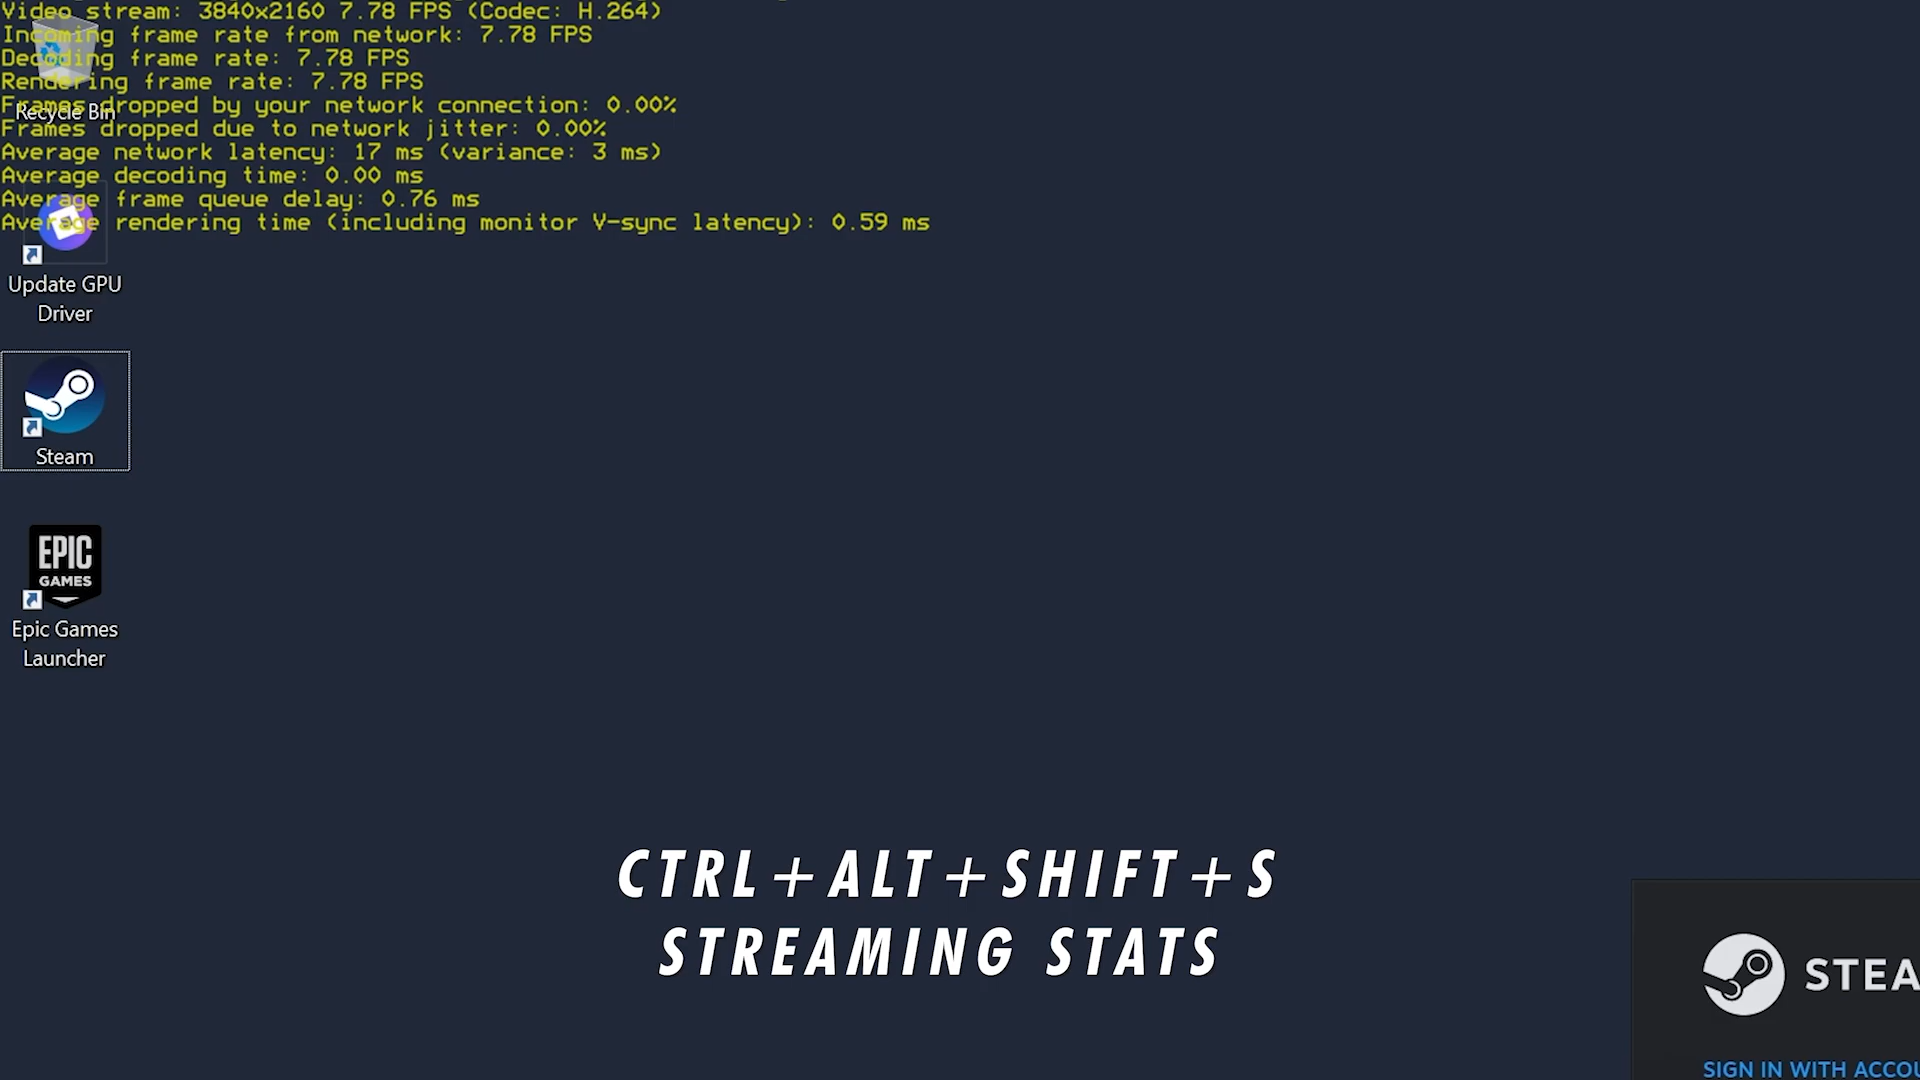 Video stream: 3840x2160 7.78 FPS (Codec: H.264)
Incoming frame rate from network: 7.78 FPS
Decoding frame rate: 7.78 FPS
Rendering frame rate: 7.78 FPS
Frames dropped by your network connection: 0.00%
Recycle Bin
Frames dropped due to network jitter: 0.00%
Average network latency: 17 ms (variance: 3 ms)
Average decoding time: 0.00 ms
Average frame queue delay: 0.76 ms
Average rendering time (including monitor V-sync latency): 0.59 ms
Update GPU
Driver
Steam
EPIC
GAMES
Epic Games
Launcher
CTRL+ALT+SHIFT+S
STREAMING STATS
STEA
SIGN IN WITH ACCOU